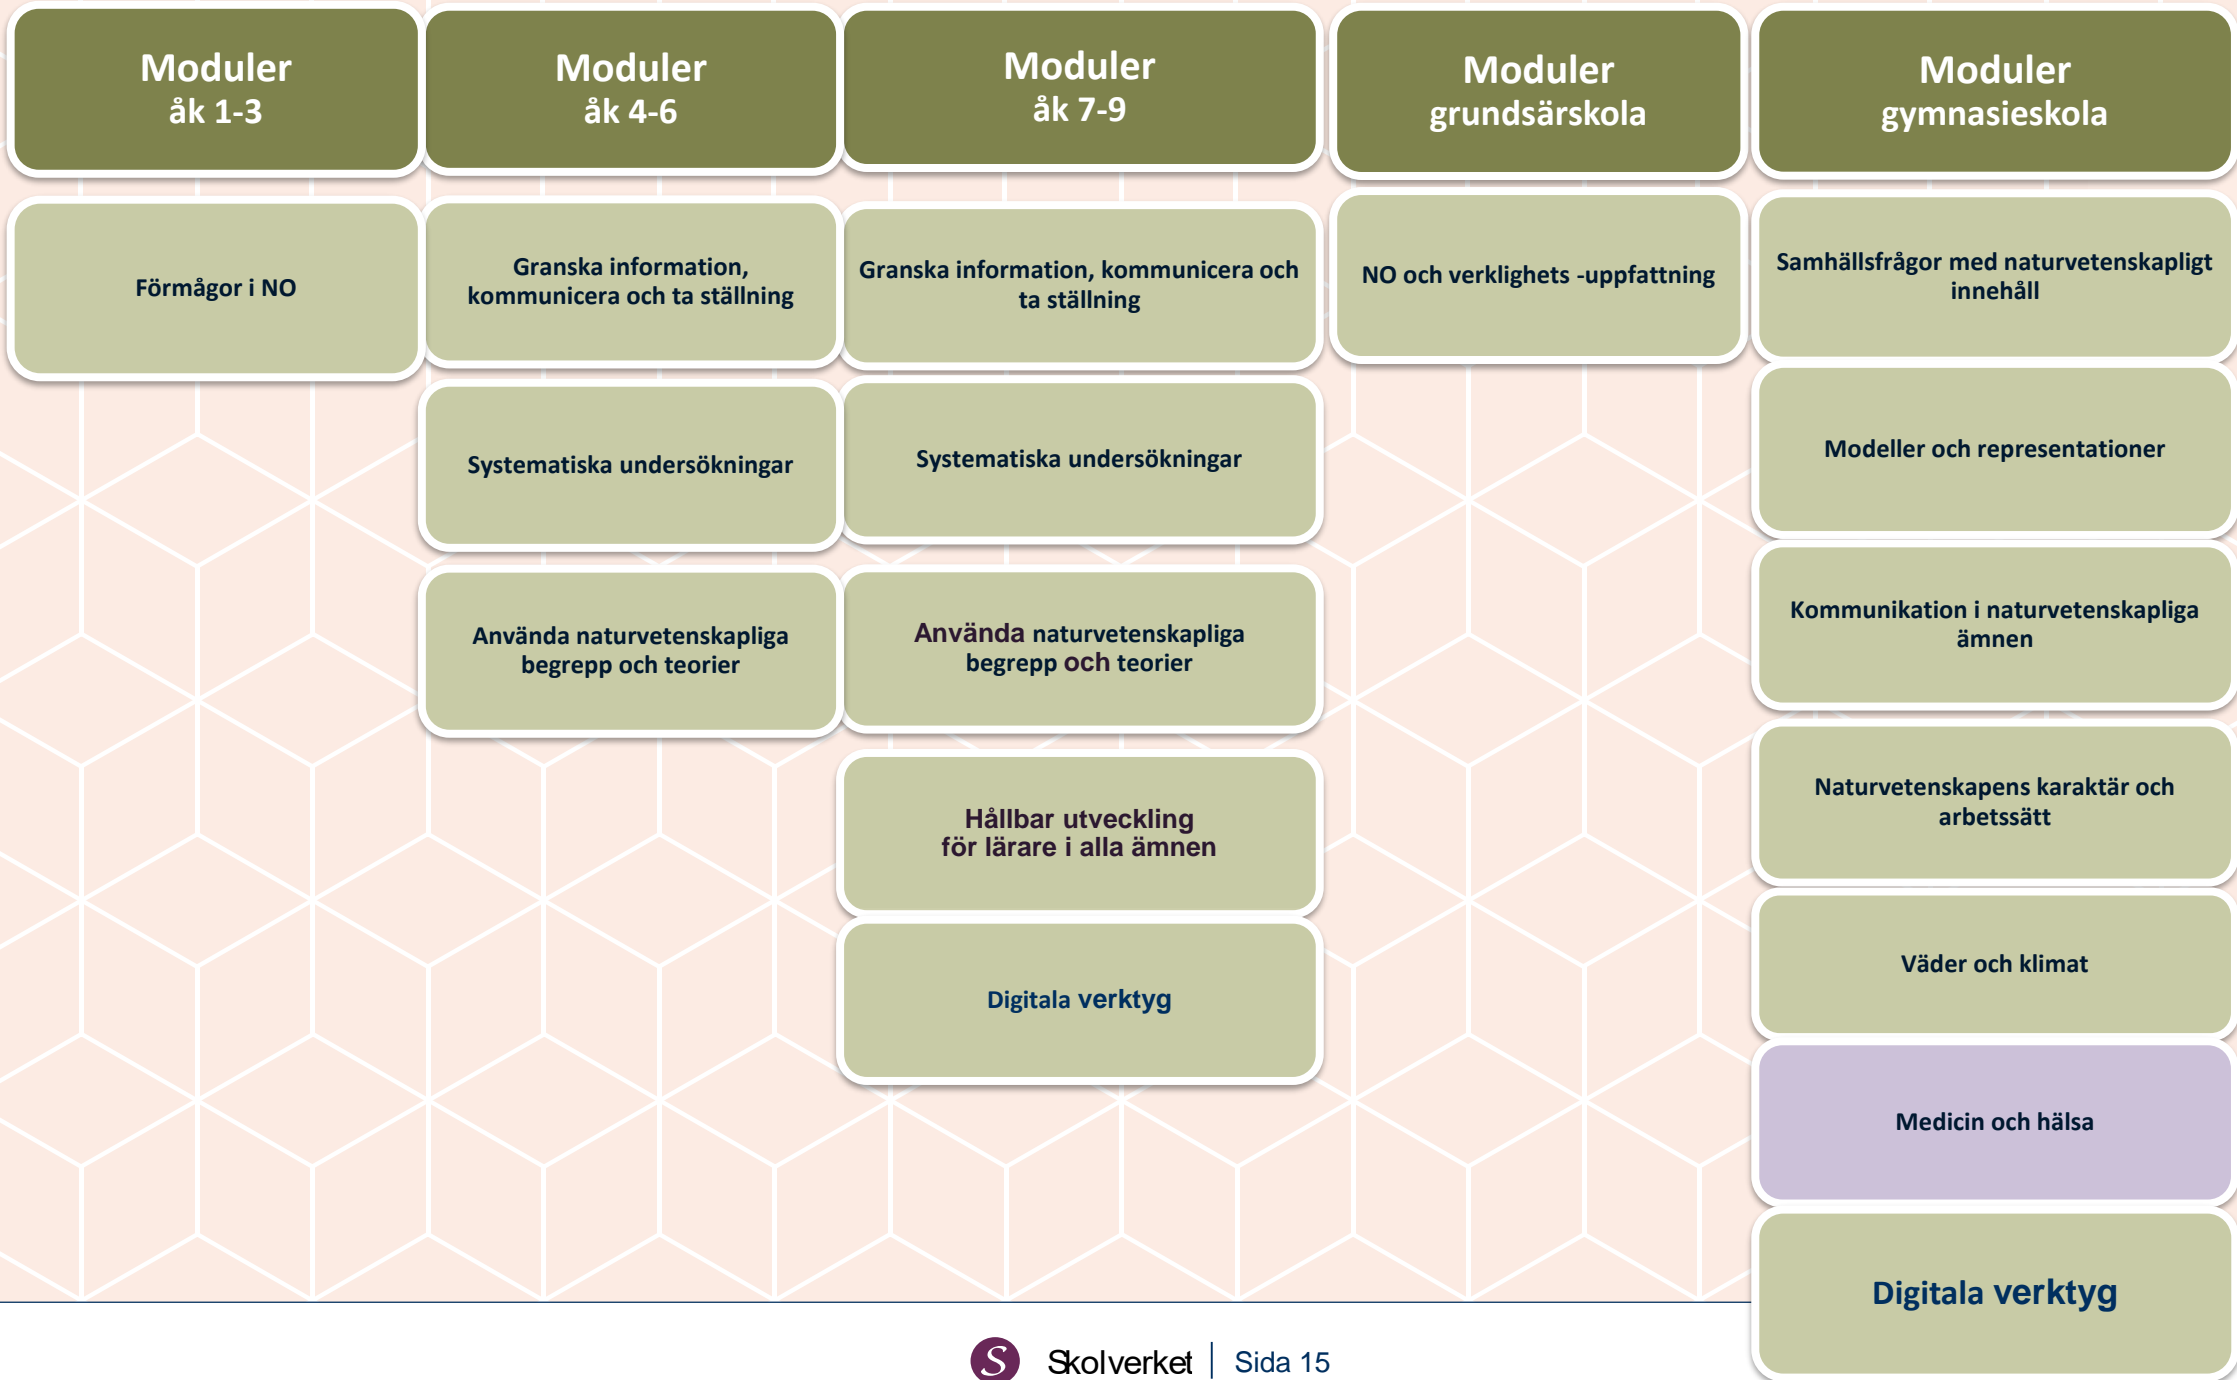 Moduler
åk 1-3
Förmågor i NO
Moduler
åk 4-6
Granska information,
kommunicera och ta ställning
Systematiska undersökningar
Använda naturvetenskapliga
begrepp och teorier
Moduler
åk 7-9
Granska information, kommunicera och
ta ställning
Systematiska undersökningar
Använda naturvetenskapliga
begrepp och teorier
Hållbar utveckling
för lärare i alla ämnen
Digitala verktyg
Moduler
grundsärskola
NO och verklighets -uppfattning
Moduler
gymnasieskola
Samhällsfrågor med naturvetenskapligt
innehåll
Modeller och representationer
Kommunikation i naturvetenskapliga
ämnen
Naturvetenskapens karaktär och
arbetssätt
Väder och klimat
Medicin och hälsa
Digitala verktyg
S Skolverket | Sida 15